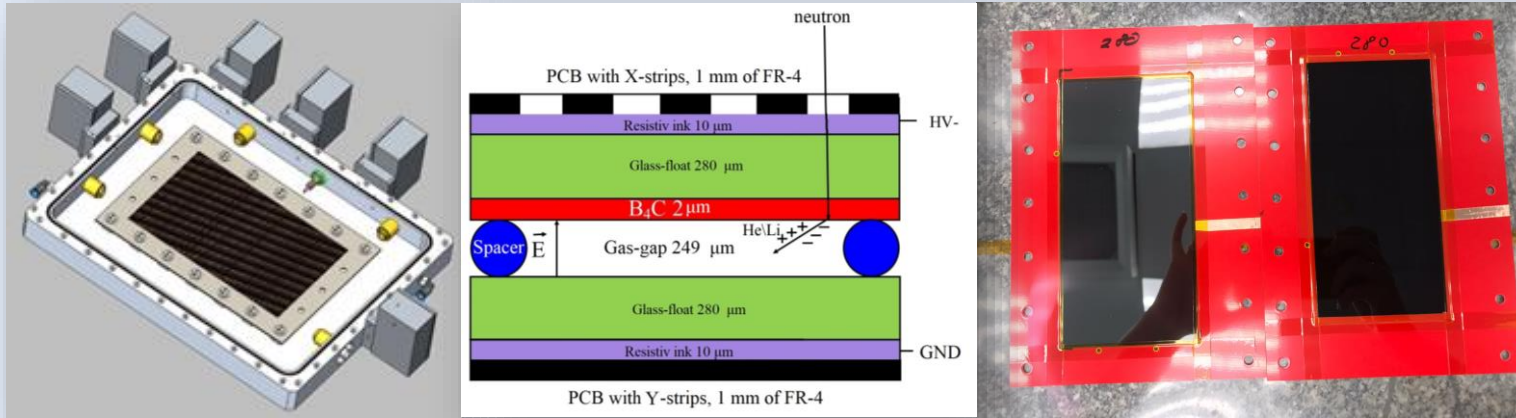 neutron
PCB with X-strips, 1 mm of FR-4
Resistiv ink 10 μm
HV-
Glass-float 280 μm
B₄C 2μm
Spacer
E
Gas-gap 249 μm
He\Li
Glass-float 280 μm
Resistiv ink 10 μm
GND
PCB with Y-strips, 1 mm of FR-4
280
280